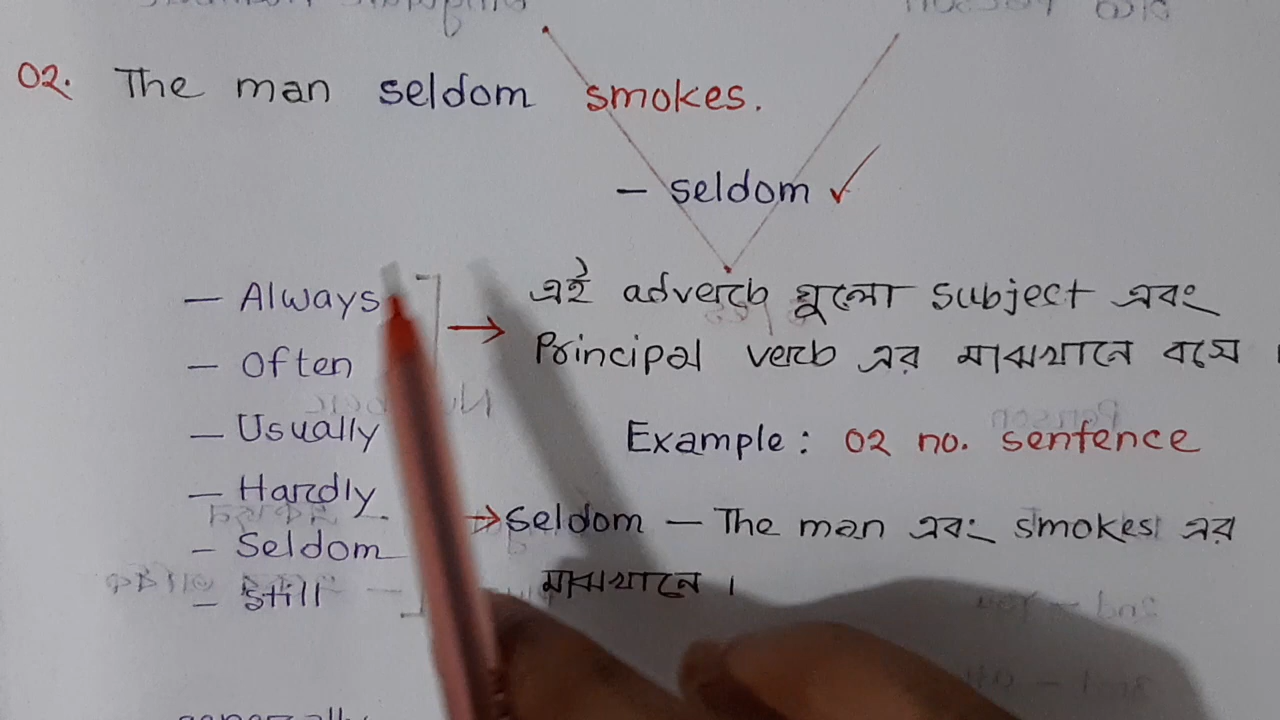 02. The man seldom smokes.
- seldom ✓
- Always → এই adverb গুলো subject এবং
- Often Principal verb এর মাঝখানে বসে।
- Usually
Example: 02 no. sentence
- Hardly
→ seldom - The man এবং smokes এর
- Seldom
মাঝখানে।
- Still
generally